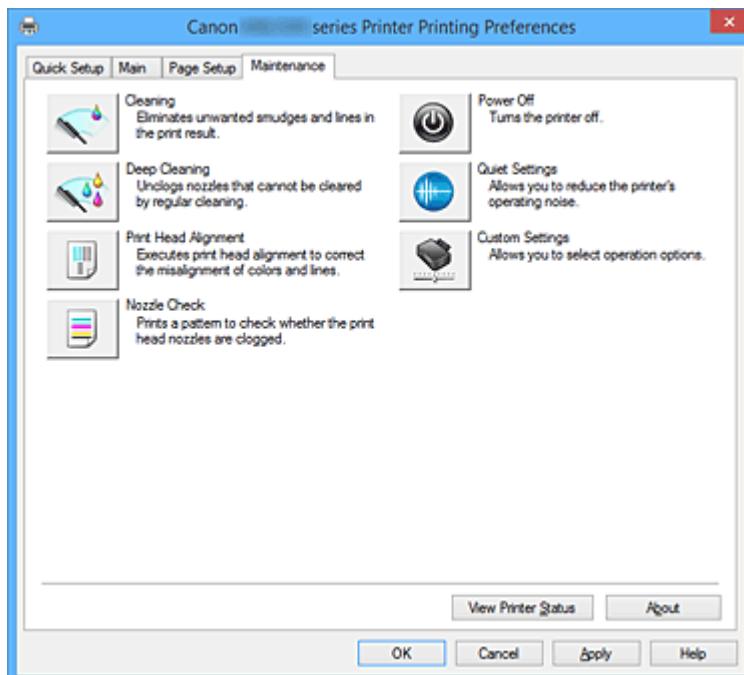 Canon series Printer Printing Preferences
Quick Setup Main Page Setup Maintenance
Cleaning
Eliminates unwanted smudges and lines in
the print result.
Deep Cleaning
Unclogs nozzles that cannot be cleared
by regular cleaning.
Print Head Alignment
Executes print head alignment to correct
the misalignment of colors and lines.
Nozzle Check
Prints a pattern to check whether the print
head nozzles are clogged.
Power Off
Turns the printer off.
Quiet Settings
Allows you to reduce the printer's
operating noise.
Custom Settings
Allows you to select operation options.
View Printer Status About
OK Cancel Apply Help